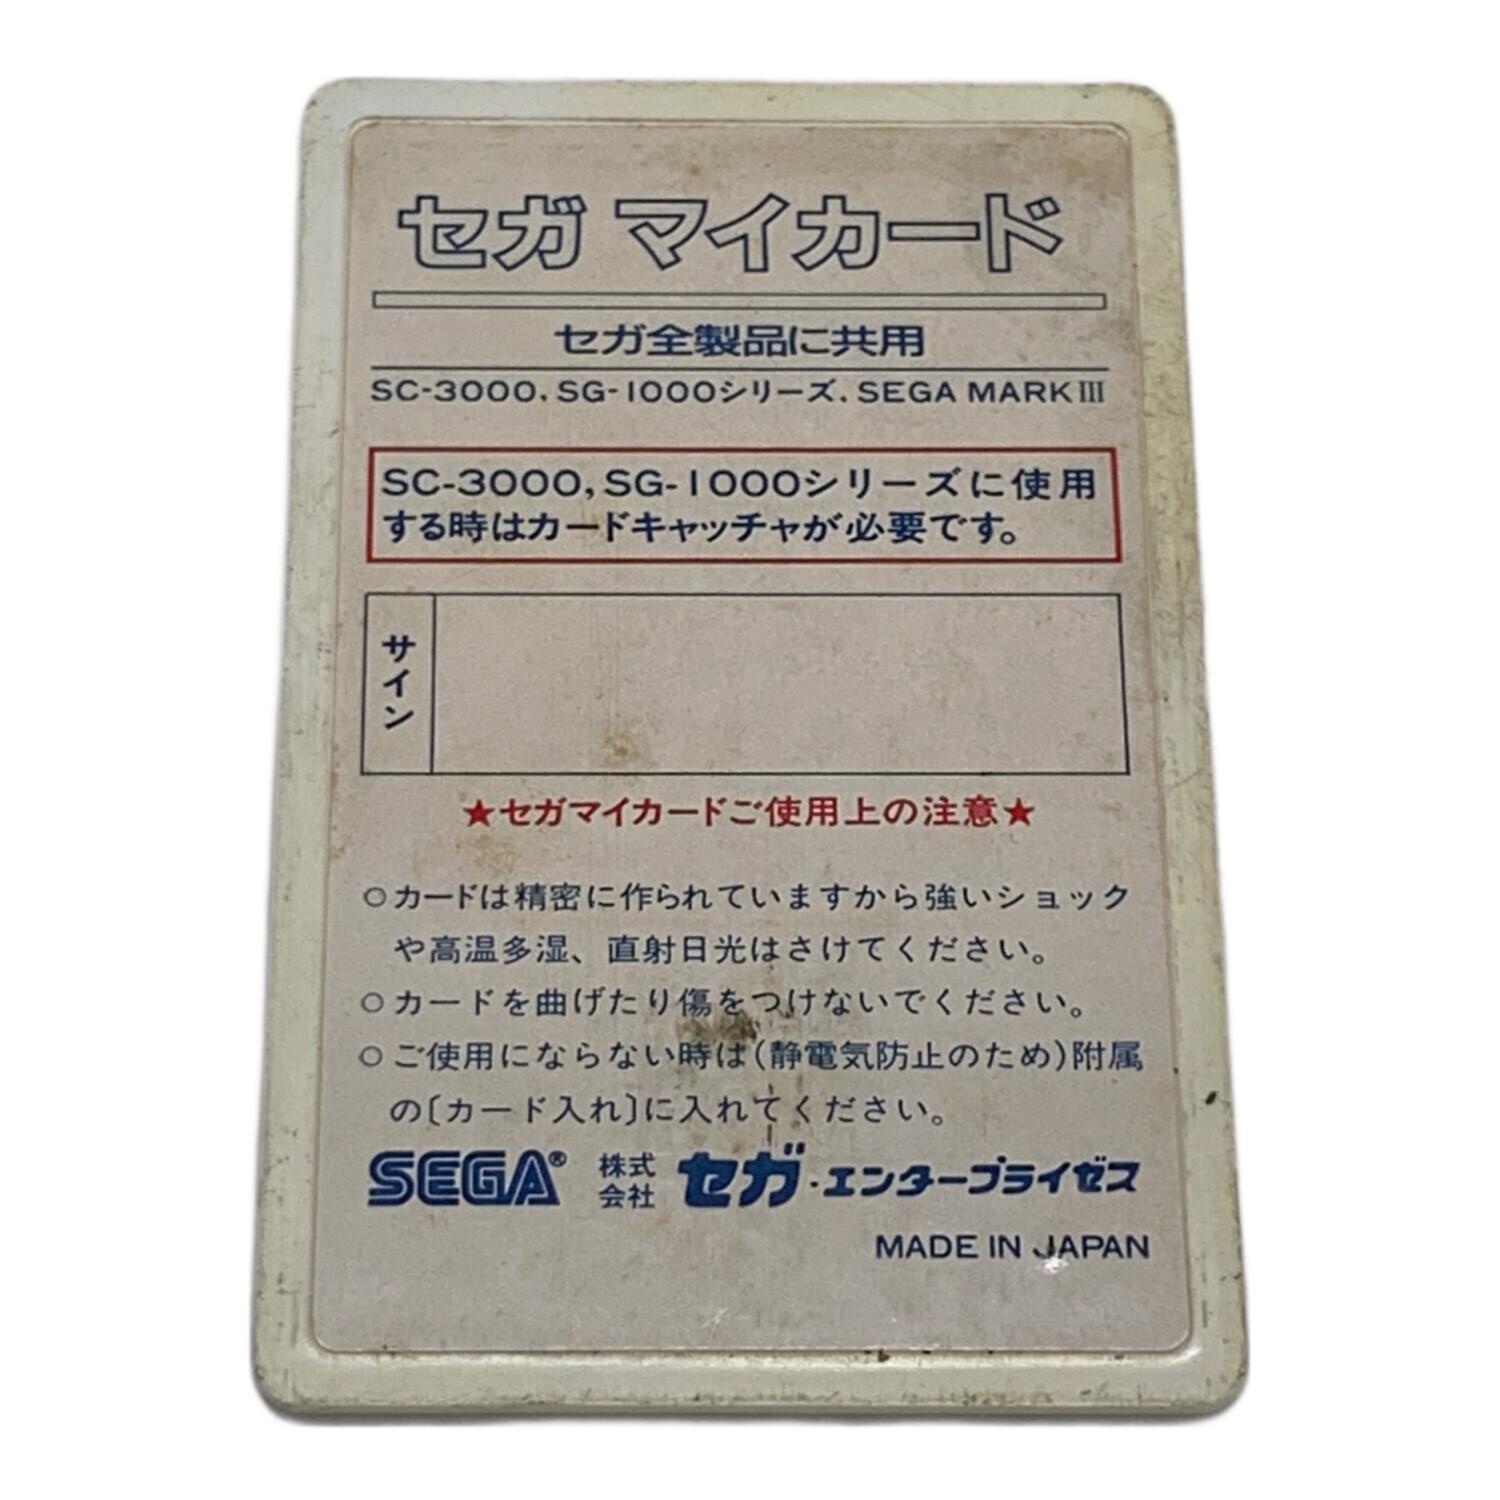 セガ マイカード
セガ全製品に共用
SC-3000, SG-1000シリーズ, SEGA MARK III
SC-3000, SG-1000シリーズに使用
する時はカードキャッチャが必要です。
サイン
★セガマイカードご使用上の注意★
○カードは精密に作られていますから強いショック
や高温多湿、直射日光はさけてください。
○カードを曲げたり傷をつけないでください。
○ご使用にならない時は(静電気防止のため)附属
の〔カード入れ〕に入れてください。
SEGA® 株式会社 セガ・エンタープライゼス
MADE IN JAPAN